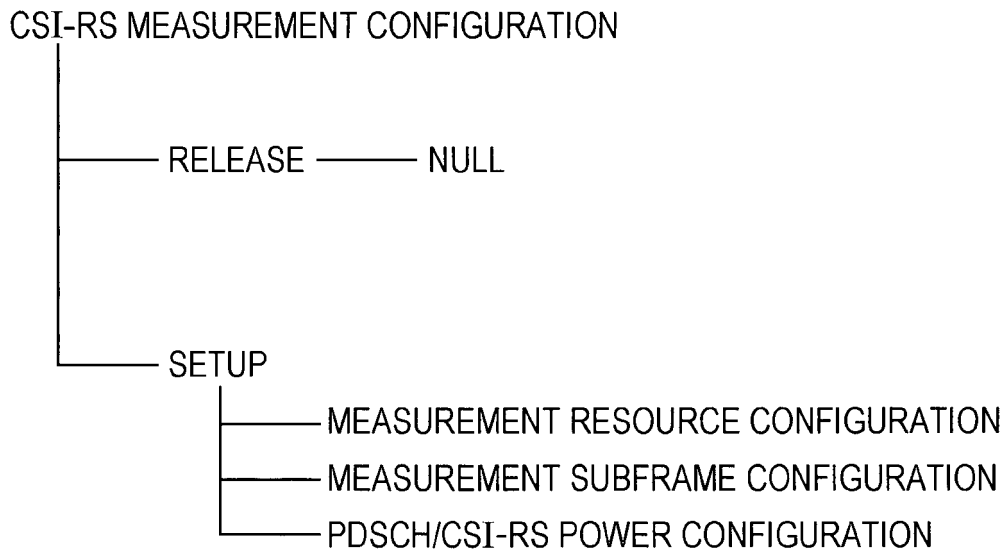 CSI-RS MEASUREMENT CONFIGURATION
RELEASE NULL
SETUP
MEASUREMENT RESOURCE CONFIGURATION
MEASUREMENT SUBFRAME CONFIGURATION
PDSCH/CSI-RS POWER CONFIGURATION